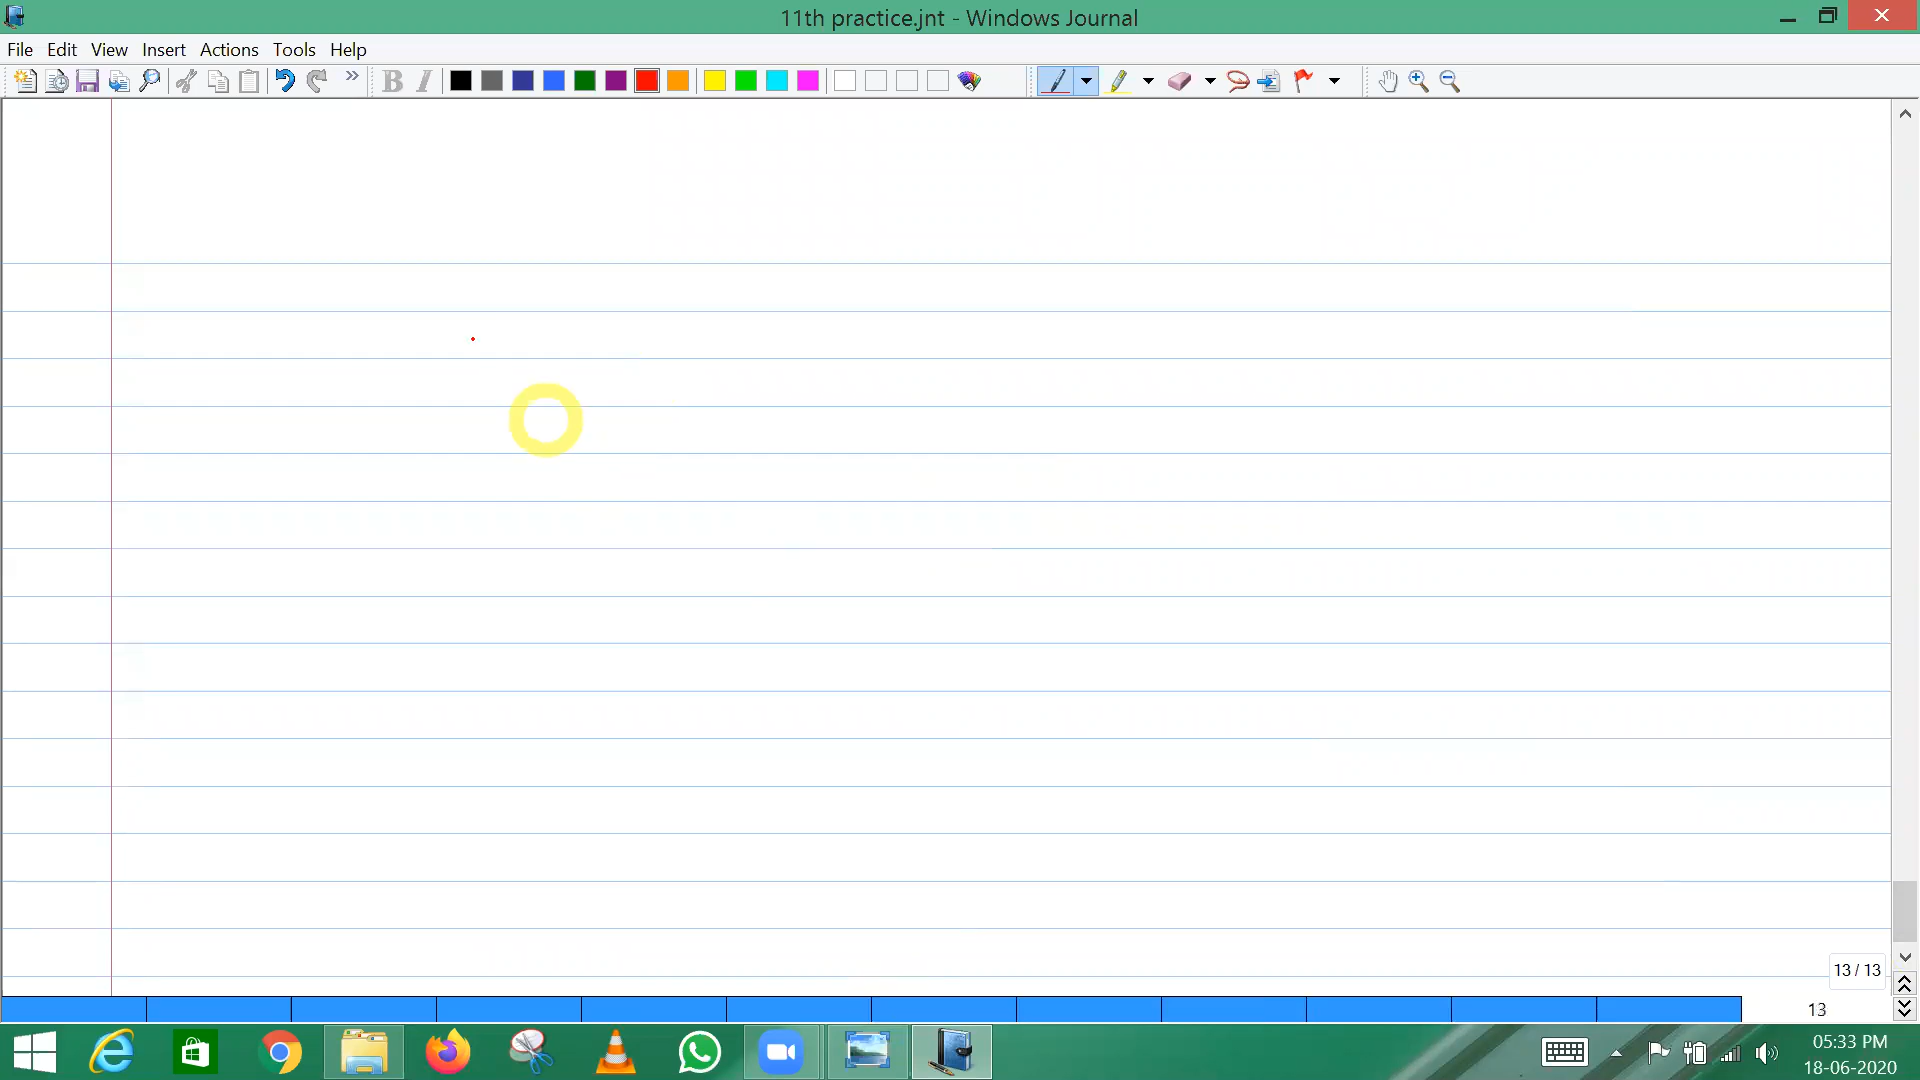 11th practice.jnt - Windows Journal
File Edit View Insert Actions Tools Help
B I
13 / 13
13
05:33 PM
18-06-2020